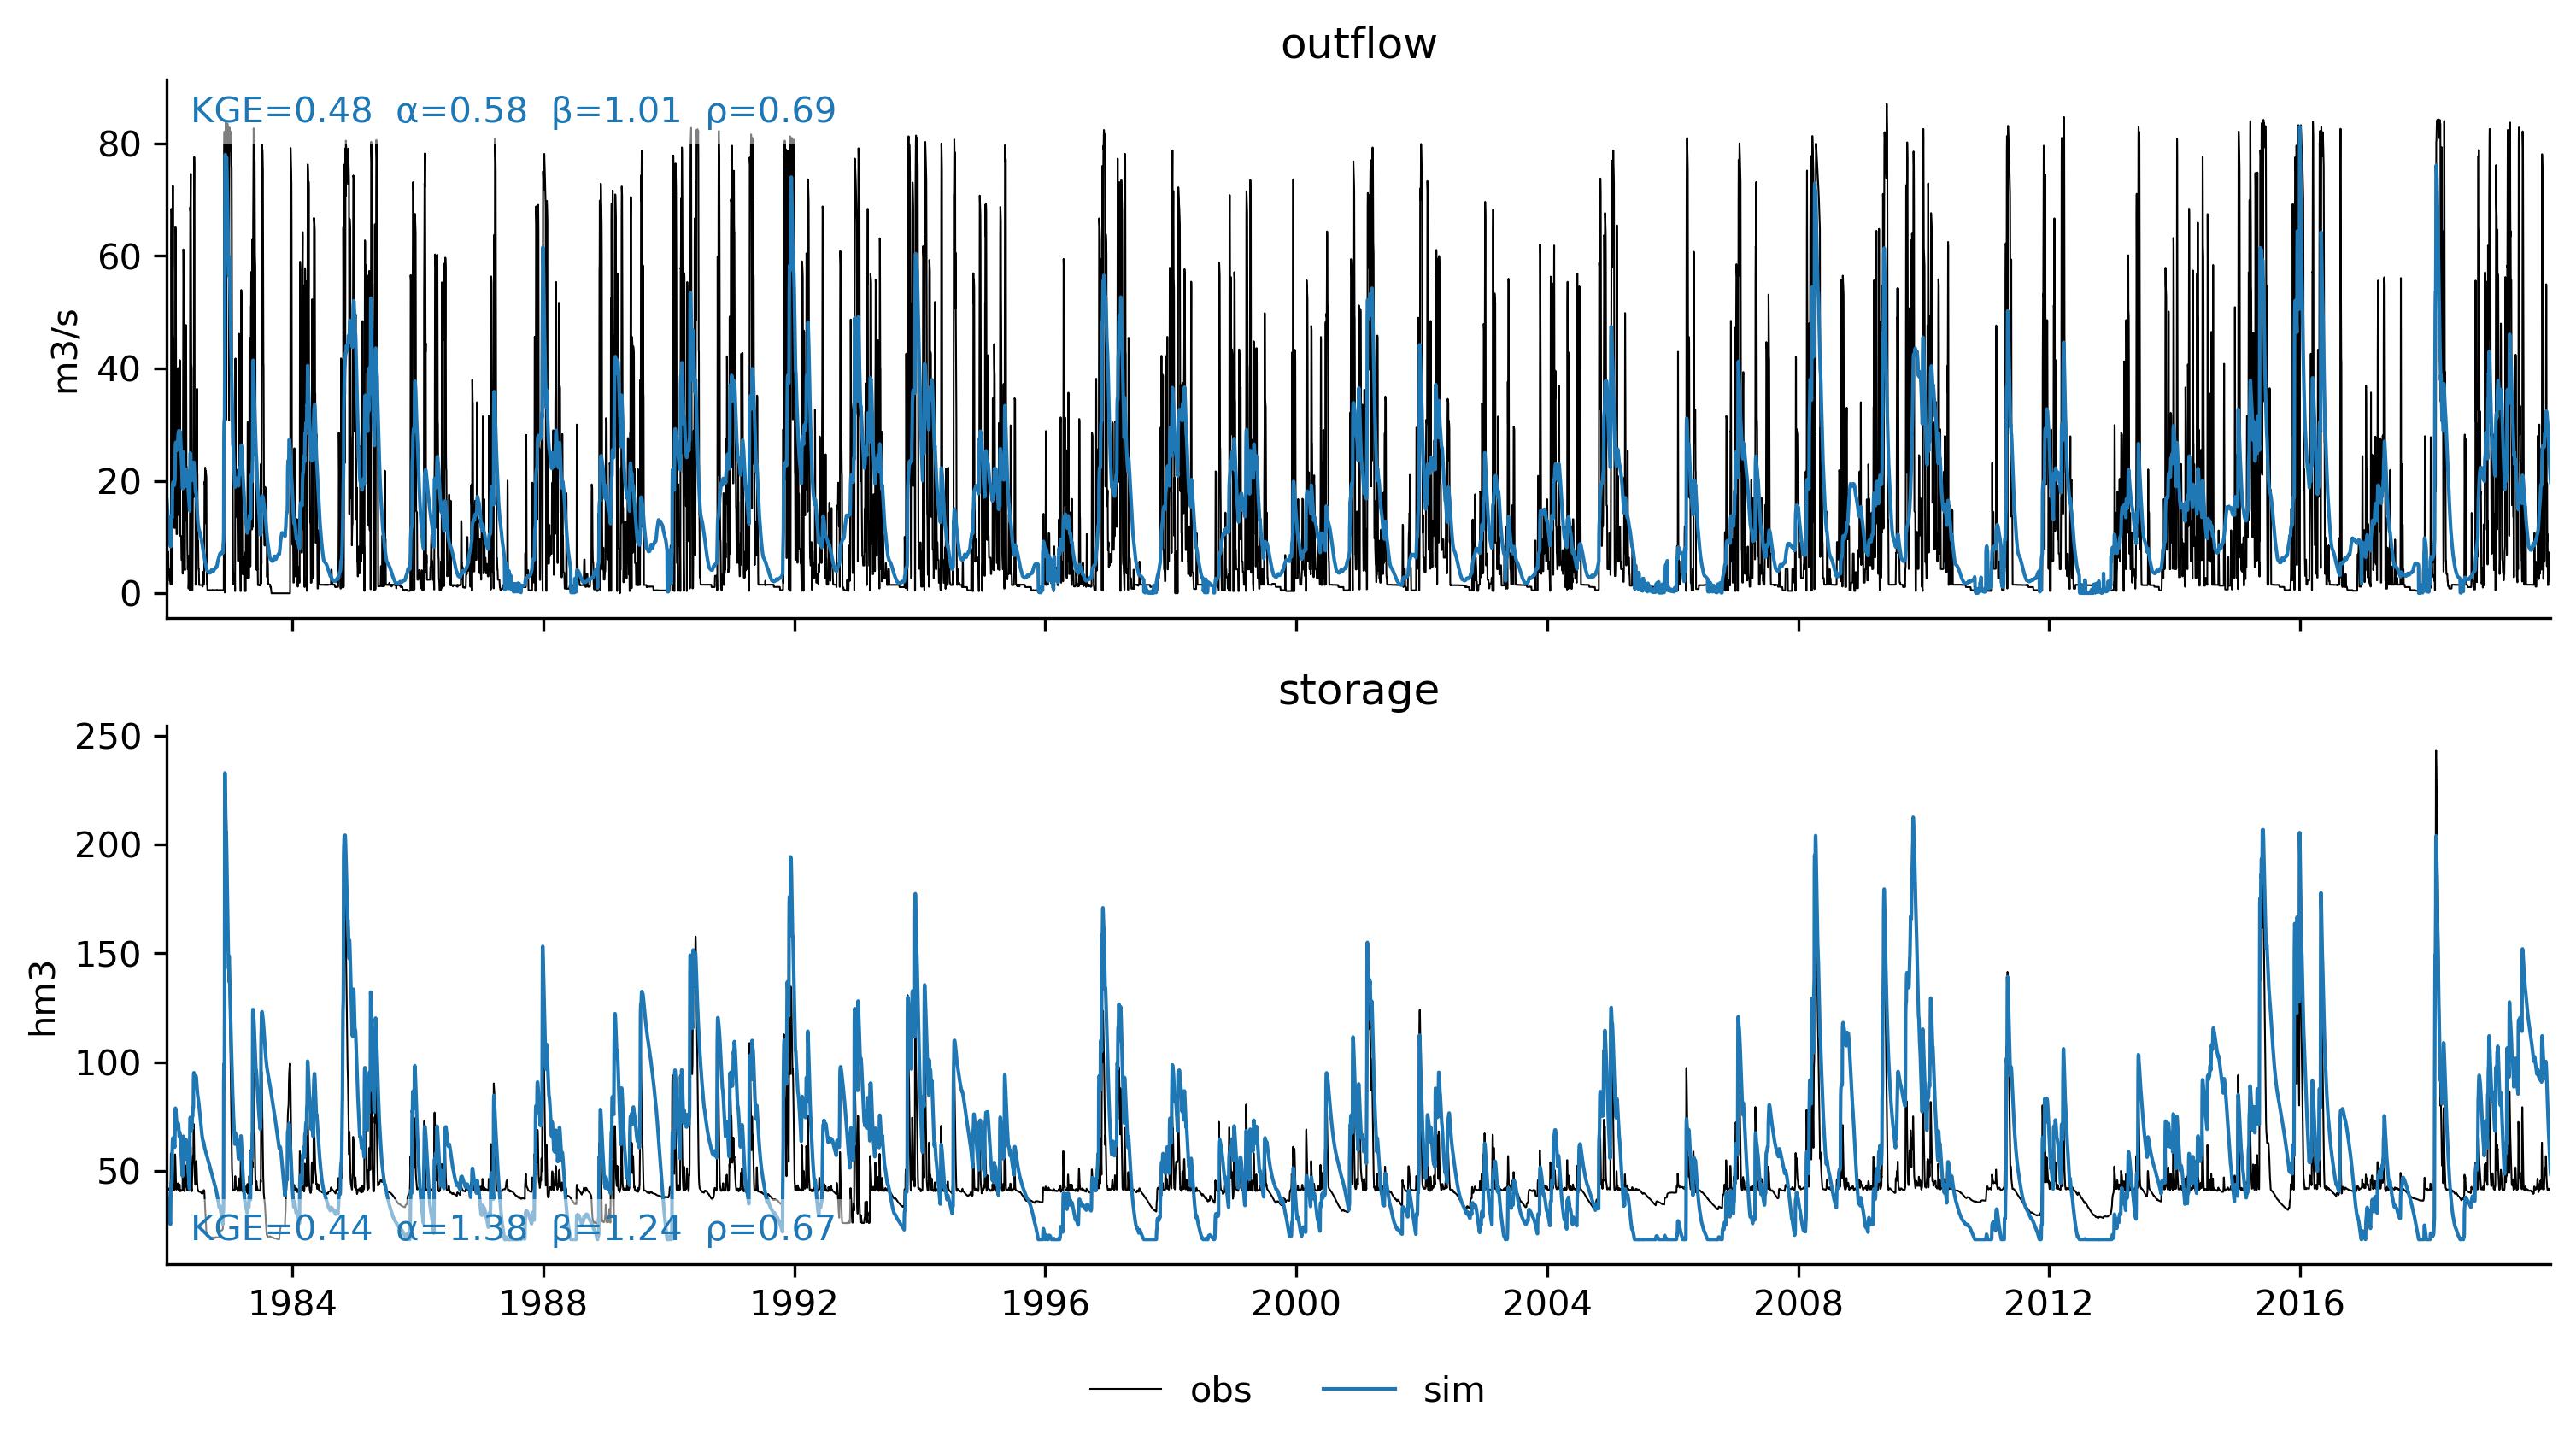 outflow
KGE=0.48 α=0.58 β=1.01 ρ=0.69
80
60
40
20
0
m3/s
storage
250
200
150
100
50
hm3
KGE=0.44 α=1.38 β=1.24 ρ=0.67
1984 1988 1992 1996 2000 2004 2008 2012 2016
obs sim